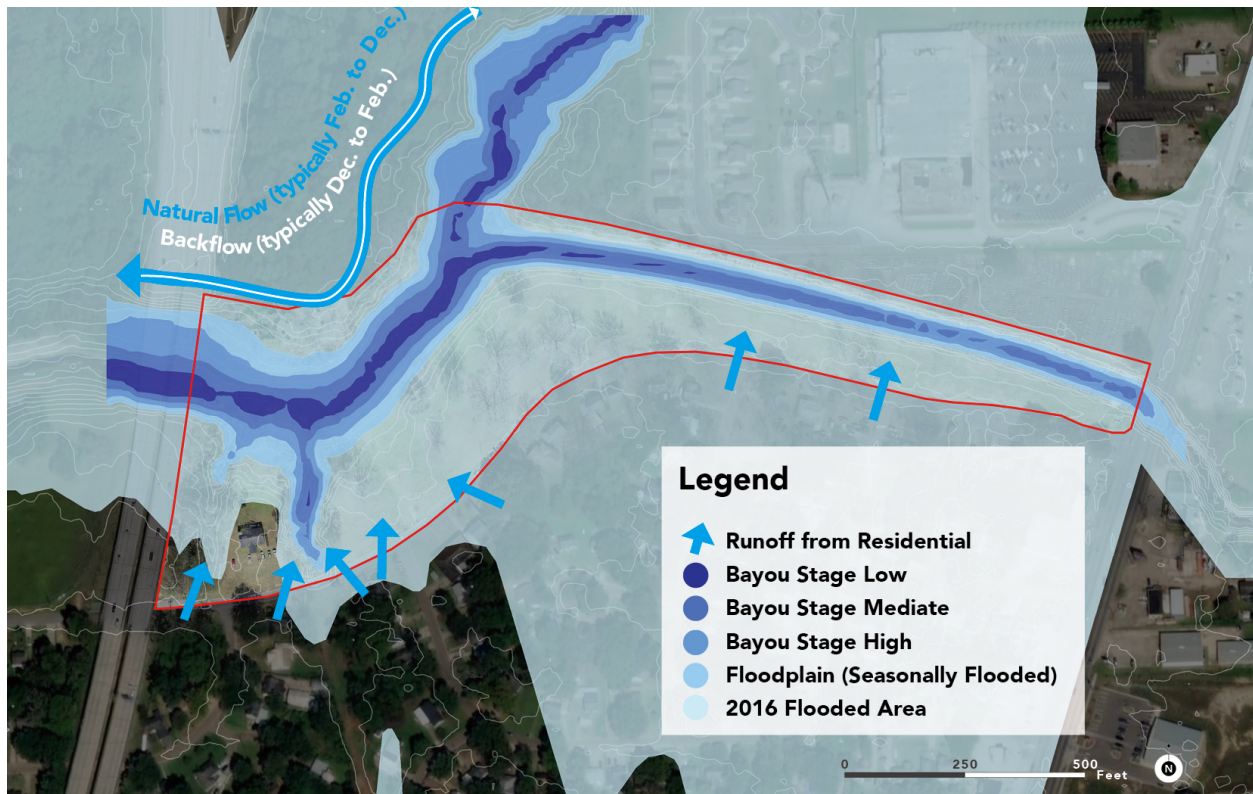 Natural Flow (typically Feb. to Dec.)
Backflow (typically Dec. to Feb.)
Legend
Runoff from Residential
Bayou Stage Low
Bayou Stage Mediate
Bayou Stage High
Floodplain (Seasonally Flooded)
2016 Flooded Area
0 250 500
Feet
N